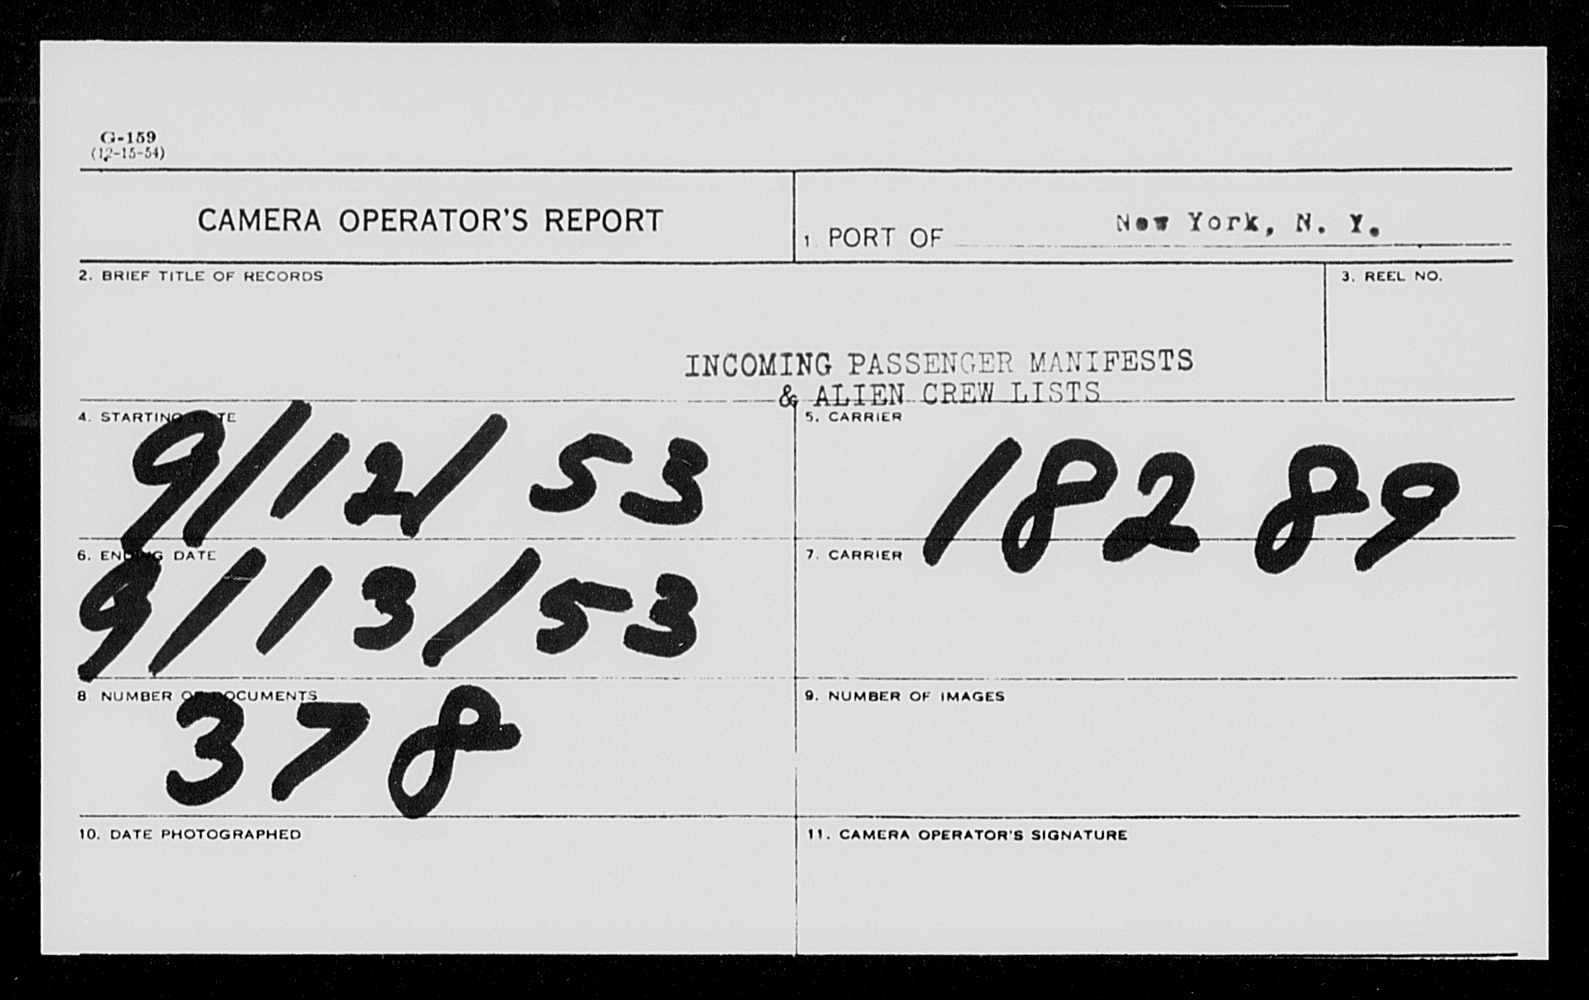 G-159
(12-15-54)
CAMERA OPERATOR'S REPORT
1. PORT OF New York, N. Y.
2. BRIEF TITLE OF RECORDS
3. REEL NO.
INCOMING PASSENGER MANIFESTS
& ALIEN CREW LISTS
4. STARTING DATE
5. CARRIER
9/12/53
18289
6. ENDING DATE
7. CARRIER
9/13/53
8 NUMBER OF DOCUMENTS
9. NUMBER OF IMAGES
378
10. DATE PHOTOGRAPHED
11. CAMERA OPERATOR'S SIGNATURE